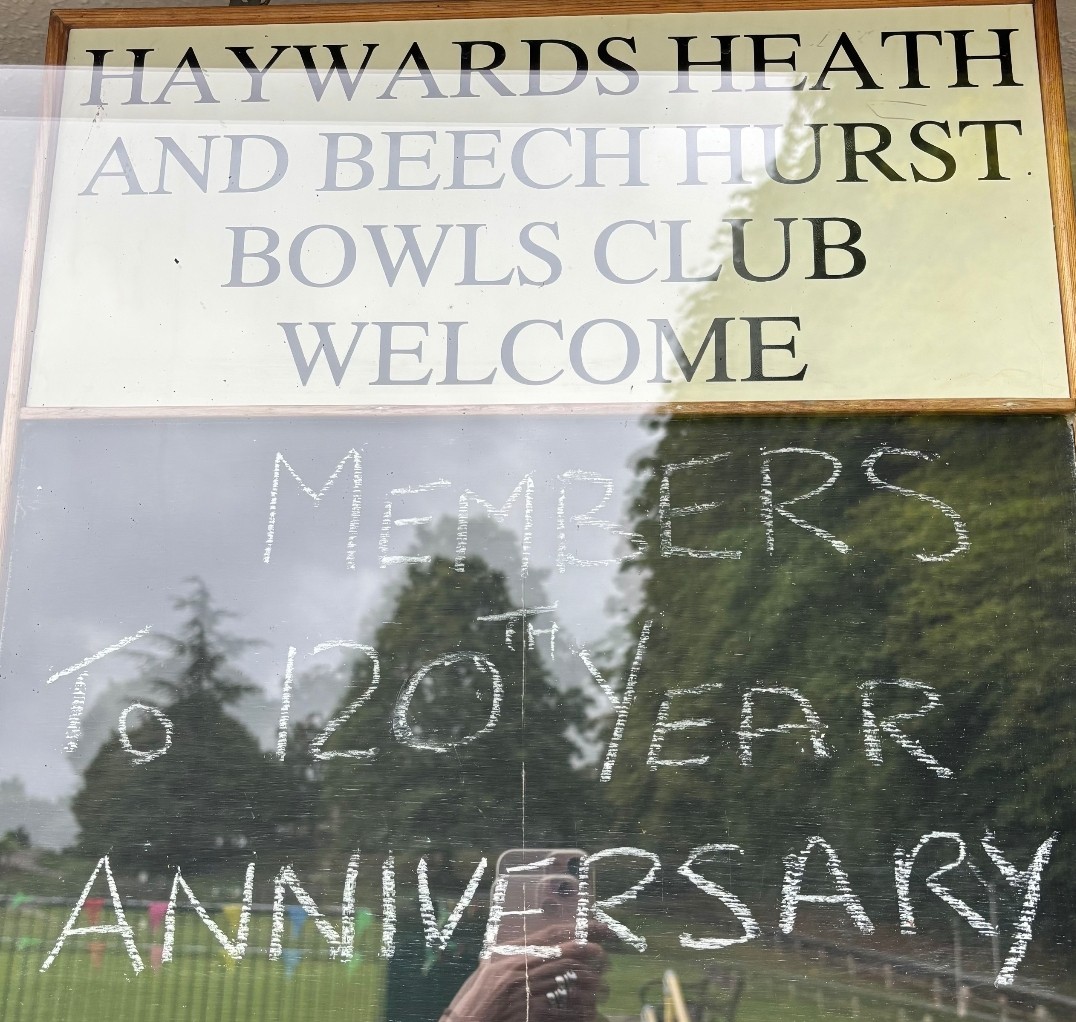 HAYWARDS HEATH
AND BEECH HURST
BOWLS CLUB
WELCOME
MEMBERS
To 120TH YEAR
ANNIVERSARY